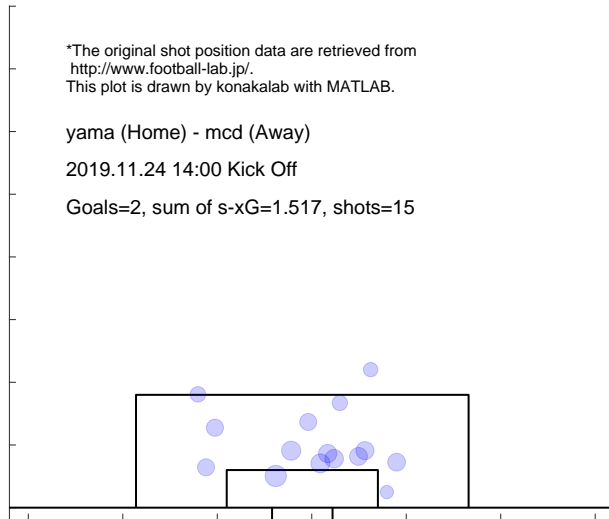 *The original shot position data are retrieved from
http://www.football-lab.jp/.
This plot is drawn by konakalab with MATLAB.
yama (Home) - mcd (Away)
2019.11.24 14:00 Kick Off
Goals=2, sum of s-xG=1.517, shots=15